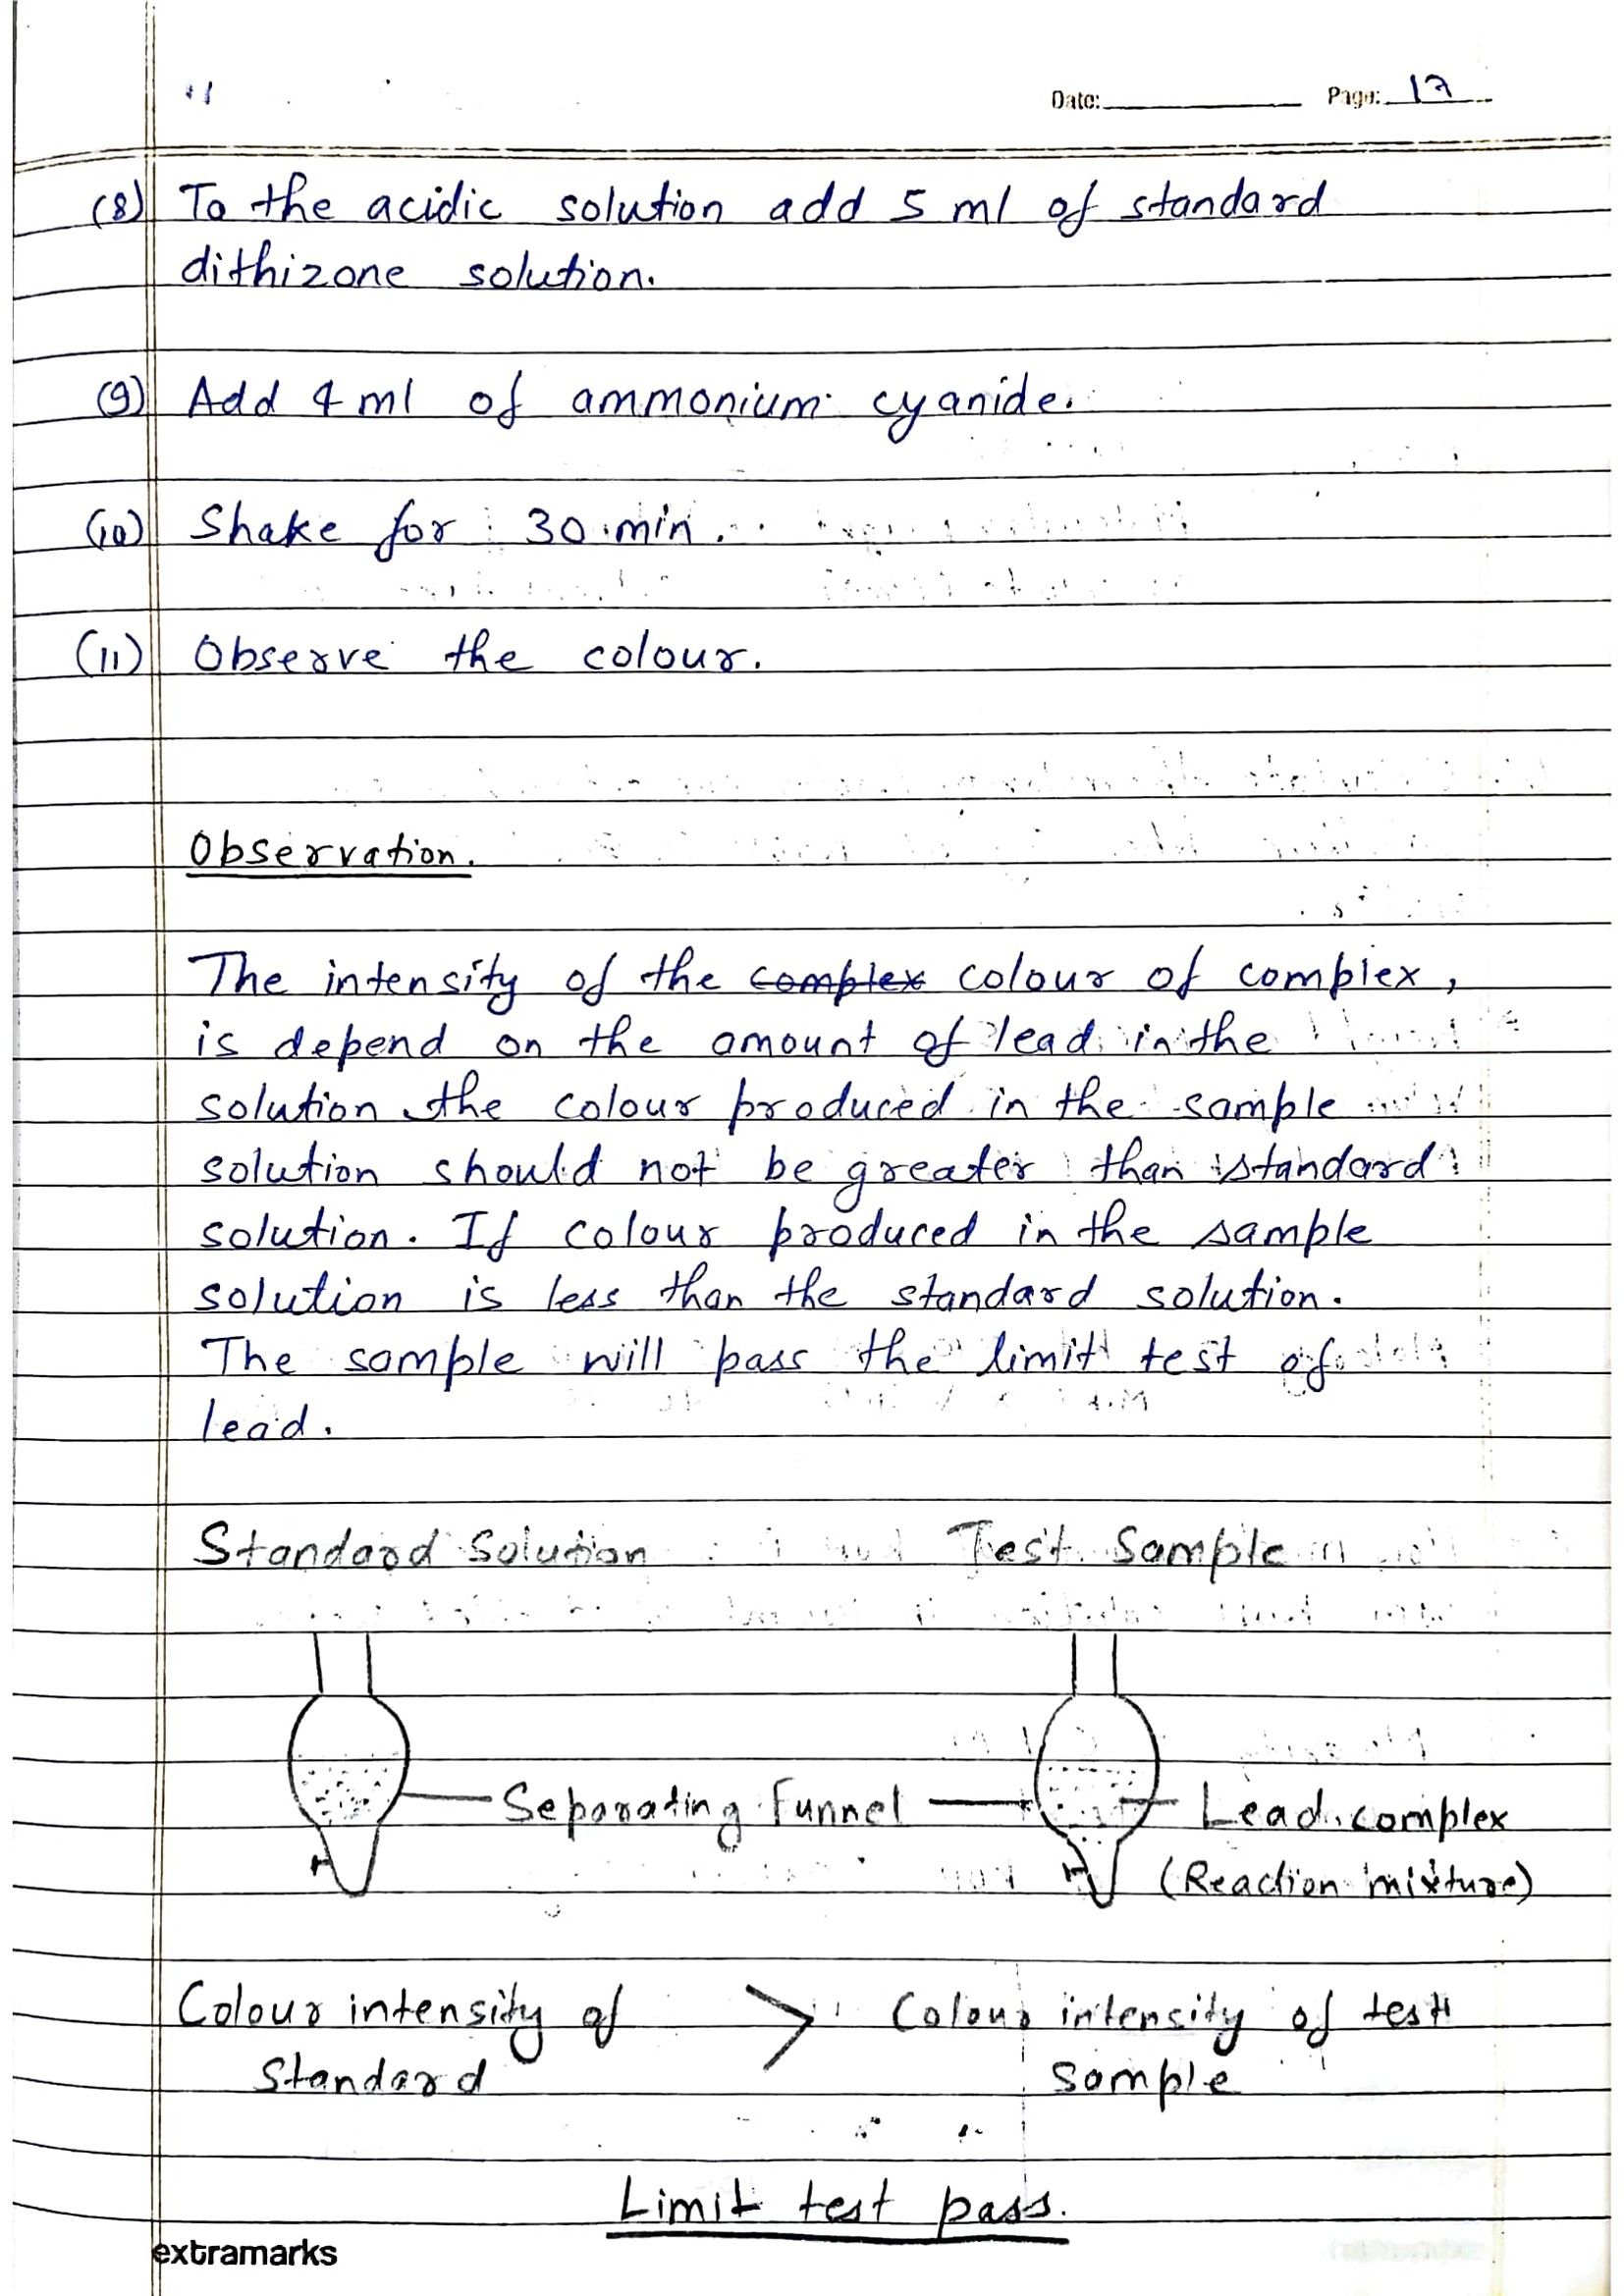 Date: Page: 17
(8) To the acidic solution add 5 ml of standard
dithizone solution.
(9) Add 4 ml of ammonium cyanide.
(10) Shake for 30 min.
(11) Observe the colour.
Observation.
The intensity of the complex colour of complex,
is depend on the amount of lead in the
solution the colour produced in the sample
solution should not be greater than standard
solution. If colour produced in the sample
solution is less than the standard solution.
The sample will pass the limit test of
lead.
Standard Solution Test Sample
Separating Funnel Lead complex
(Reaction mixture)
Colour intensity of > Colour intensity of test
Standard sample
Limit test pass.
extramarks